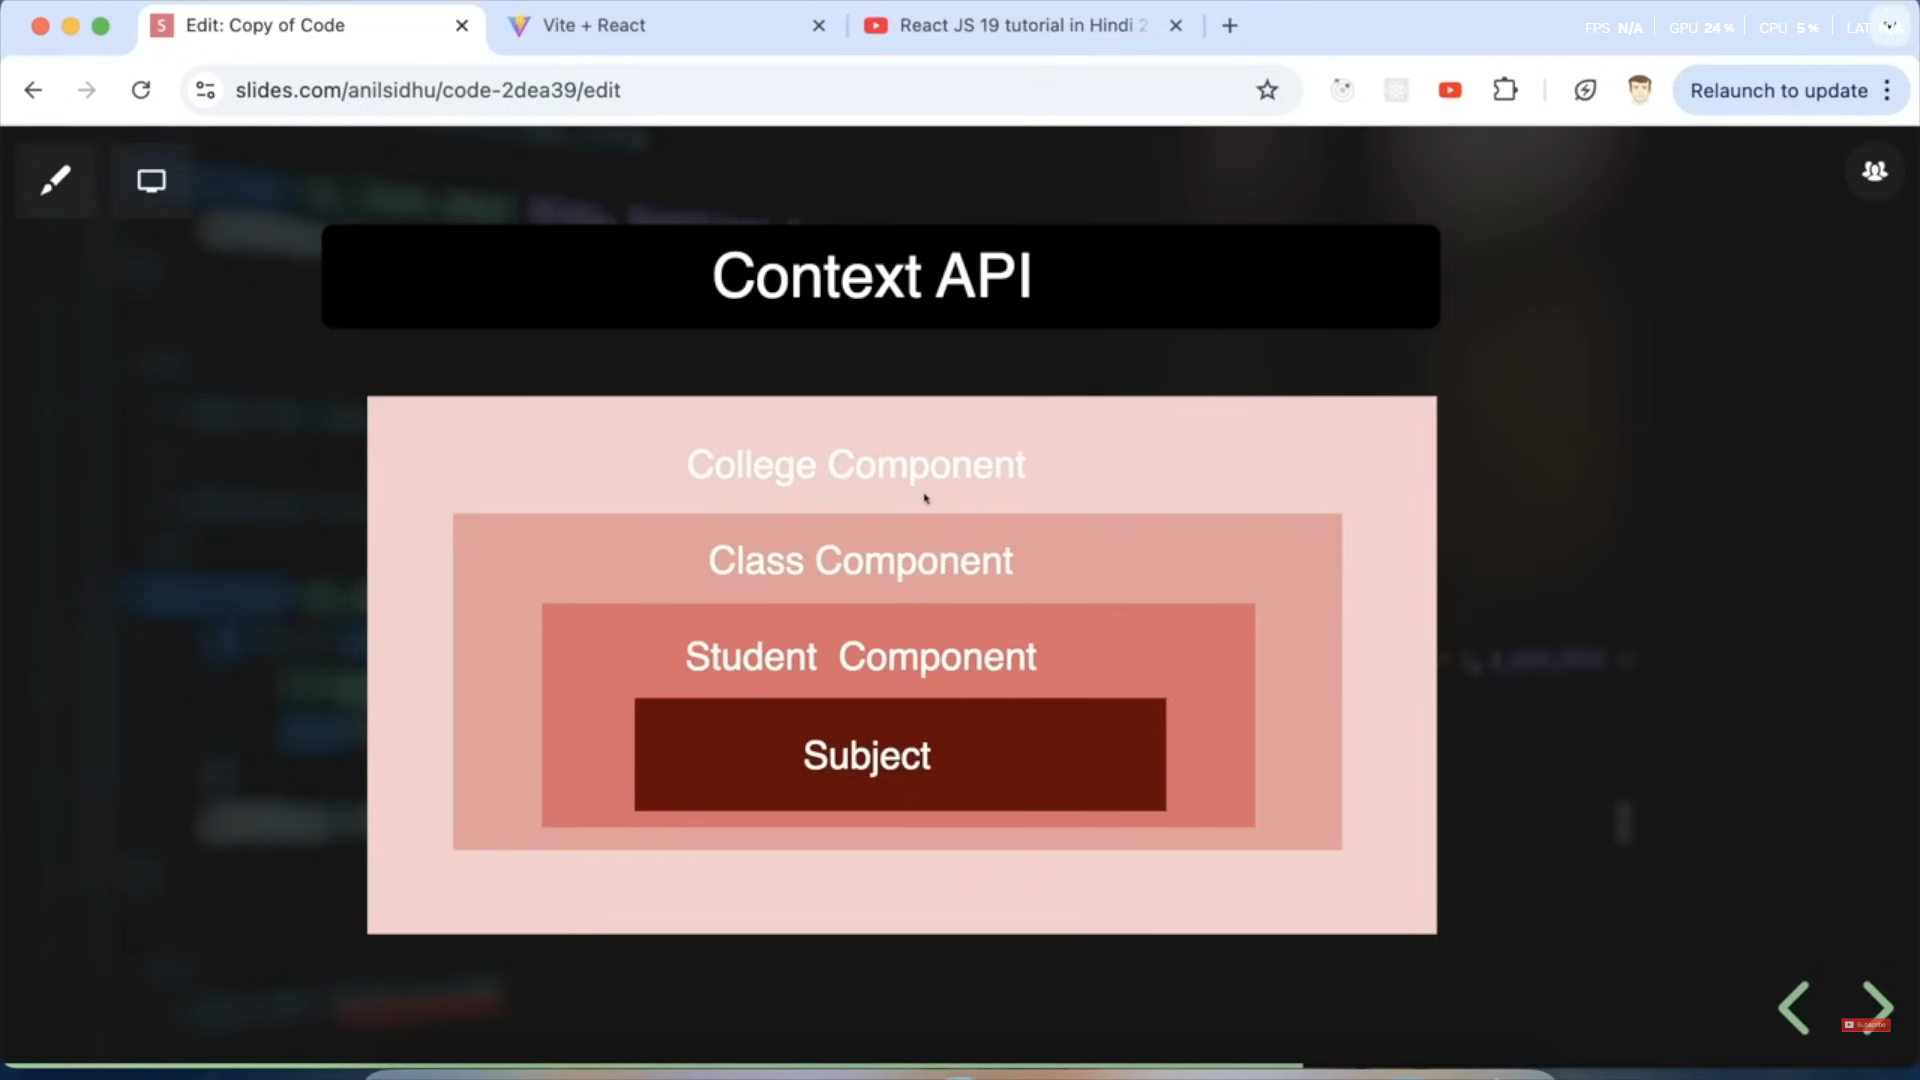 Edit: Copy of Code
Vite + React
React JS 19 tutorial in Hindi 2
FPS N/A GPU 24 % CPU 5 % LAT N/A
slides.com/anilsidhu/code-2dea39/edit
Relaunch to update
Context API
College Component
Class Component
Student Component
Subject
Subscribe